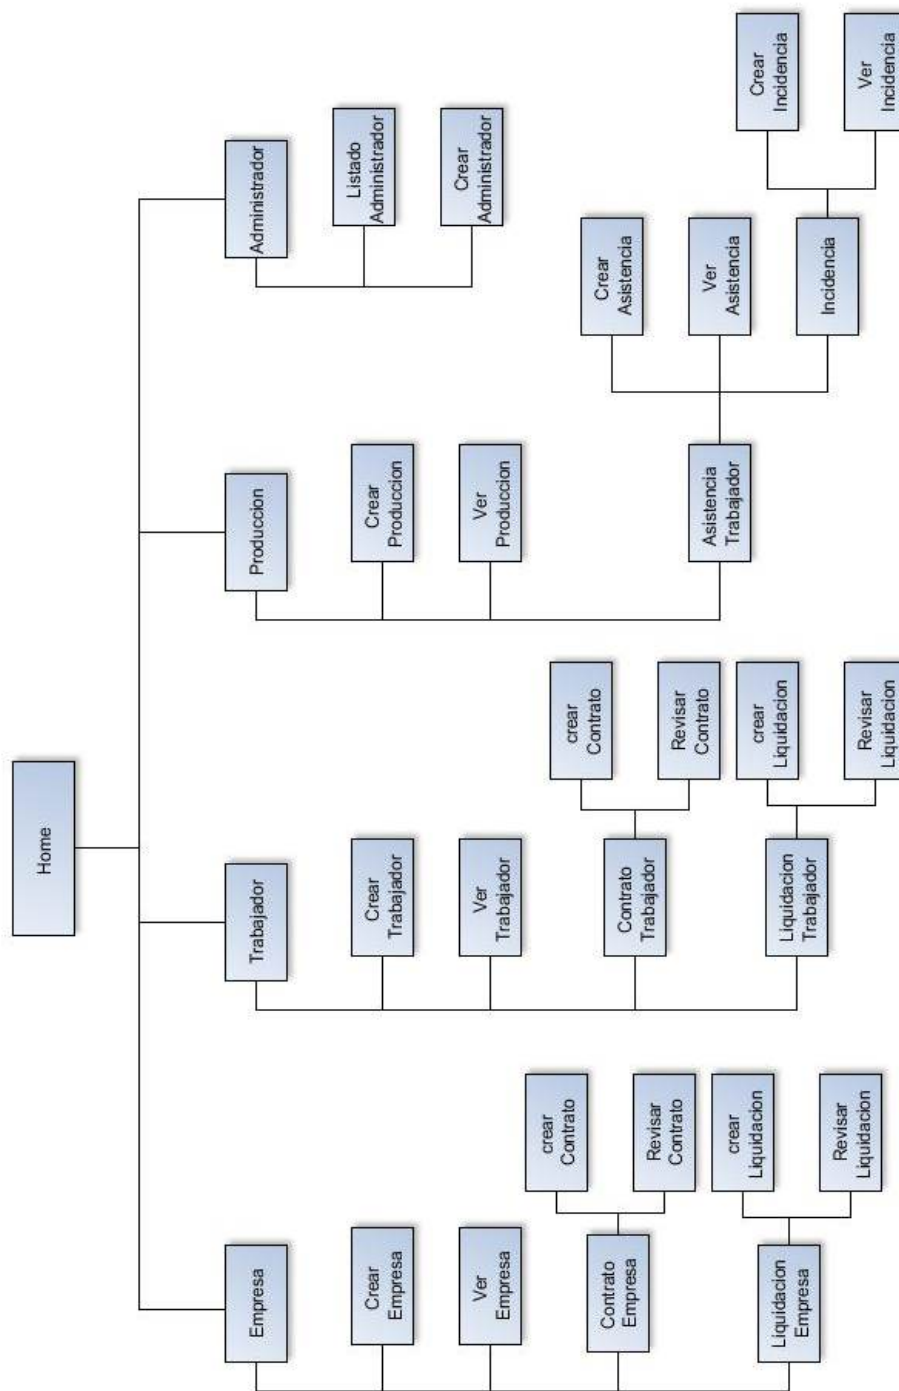 Home
Empresa
Crear
Empresa
Ver
Empresa
Contrato
Empresa
crear
Contrato
Revisar
Contrato
Liquidacion
Empresa
crear
Liquidacion
Revisar
Liquidacion
Trabajador
Crear
Trabajador
Ver
Trabajador
Contrato
Trabajador
crear
Contrato
Revisar
Contrato
Liquidacion
Trabajador
crear
Liquidacion
Revisar
Liquidacion
Produccion
Crear
Produccion
Ver
Produccion
Asistencia
Trabajador
Crear
Asistencia
Ver
Asistencia
Incidencia
Crear
Incidencia
Ver
Incidencia
Administrador
Listado
Administrador
Crear
Administrador